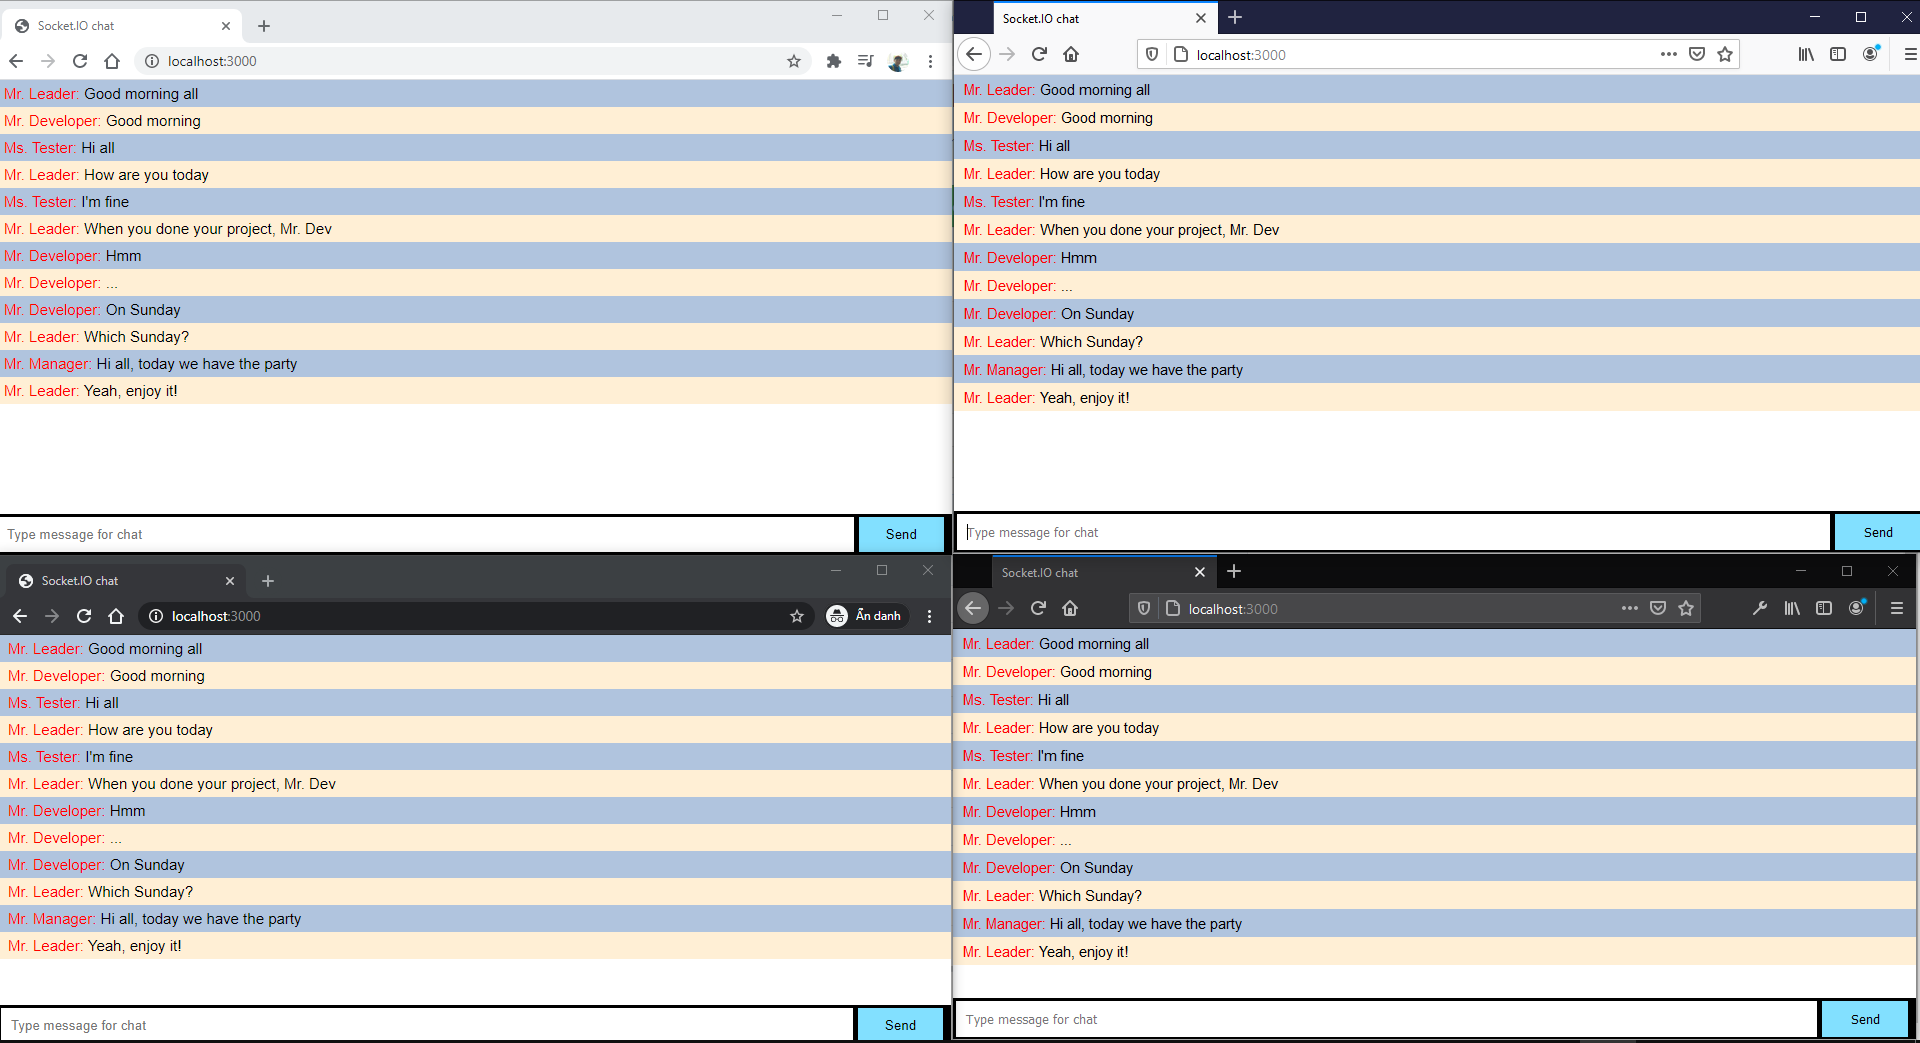 Socket.IO chat
localhost:3000
Mr. Leader: Good morning all
Mr. Developer: Good morning
Ms. Tester: Hi all
Mr. Leader: How are you today
Ms. Tester: I'm fine
Mr. Leader: When you done your project, Mr. Dev
Mr. Developer: Hmm
Mr. Developer: ...
Mr. Developer: On Sunday
Mr. Leader: Which Sunday?
Mr. Manager: Hi all, today we have the party
Mr. Leader: Yeah, enjoy it!
Type message for chat
Send
Socket.IO chat
localhost:3000
Mr. Leader: Good morning all
Mr. Developer: Good morning
Ms. Tester: Hi all
Mr. Leader: How are you today
Ms. Tester: I'm fine
Mr. Leader: When you done your project, Mr. Dev
Mr. Developer: Hmm
Mr. Developer: ...
Mr. Developer: On Sunday
Mr. Leader: Which Sunday?
Mr. Manager: Hi all, today we have the party
Mr. Leader: Yeah, enjoy it!
Type message for chat
Send
Socket.IO chat
localhost:3000
Ẩn danh
Mr. Leader: Good morning all
Mr. Developer: Good morning
Ms. Tester: Hi all
Mr. Leader: How are you today
Ms. Tester: I'm fine
Mr. Leader: When you done your project, Mr. Dev
Mr. Developer: Hmm
Mr. Developer: ...
Mr. Developer: On Sunday
Mr. Leader: Which Sunday?
Mr. Manager: Hi all, today we have the party
Mr. Leader: Yeah, enjoy it!
Type message for chat
Send
Socket.IO chat
localhost:3000
Mr. Leader: Good morning all
Mr. Developer: Good morning
Ms. Tester: Hi all
Mr. Leader: How are you today
Ms. Tester: I'm fine
Mr. Leader: When you done your project, Mr. Dev
Mr. Developer: Hmm
Mr. Developer: ...
Mr. Developer: On Sunday
Mr. Leader: Which Sunday?
Mr. Manager: Hi all, today we have the party
Mr. Leader: Yeah, enjoy it!
Type message for chat
Send